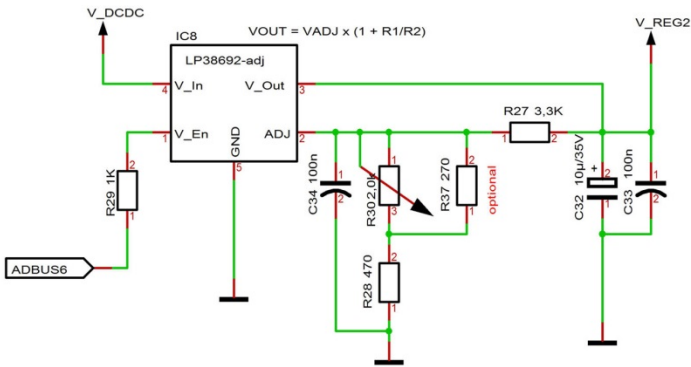 V_DCDC
V_REG2
VOUT = VADJ x (1 + R1/R2)
IC8
LP38692-adj
V_In
4
V_Out
3
V_En
1
ADJ
2
GND
5
R27 3,3K
1
2
R29 1K
2
1
ADBUS6
C34 100n
1
2
R30 2,0k
1
3
R37 270
2
1
optional
R28 470
2
1
C32 10µ/35V
+
2
1
C33 100n
1
2